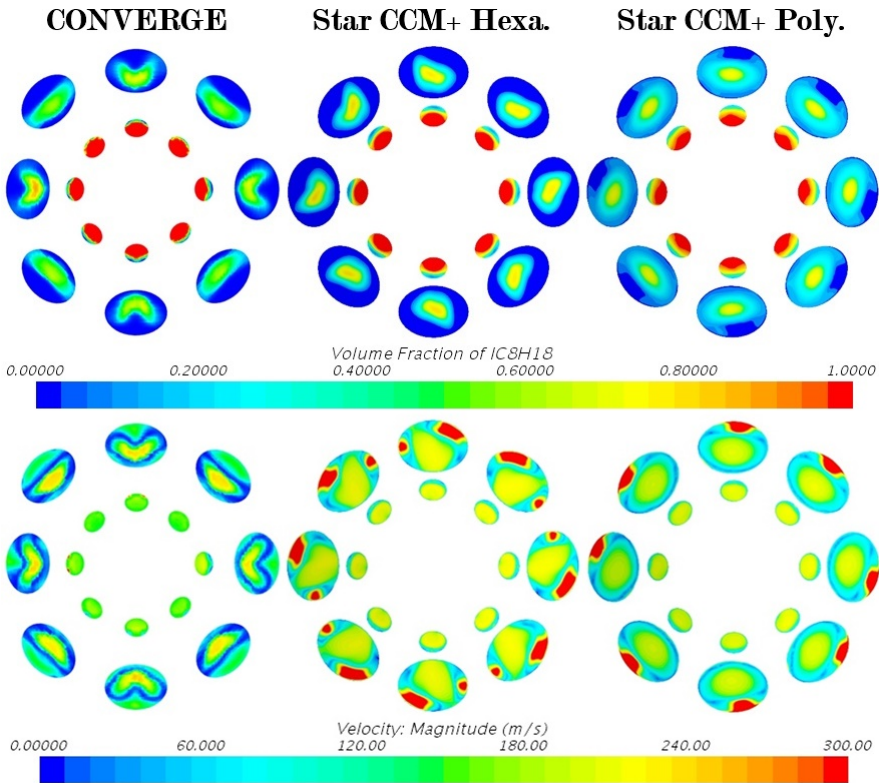 CONVERGE Star CCM+ Hexa. Star CCM+ Poly.
Volume Fraction of IC8H18
0.00000 0.20000 0.40000 0.60000 0.80000 1.0000
Velocity: Magnitude (m/s)
0.00000 60.000 120.00 180.00 240.00 300.00